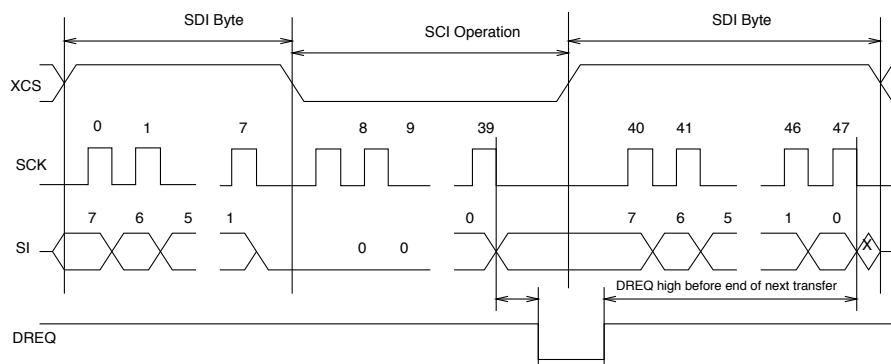 SDI Byte
SCI Operation
SDI Byte
XCS
0 1 7 8 9 39 40 41 46 47
SCK
7 6 5 1 0 7 6 5 1 0
SI
0 0 X
DREQ high before end of next transfer
DREQ